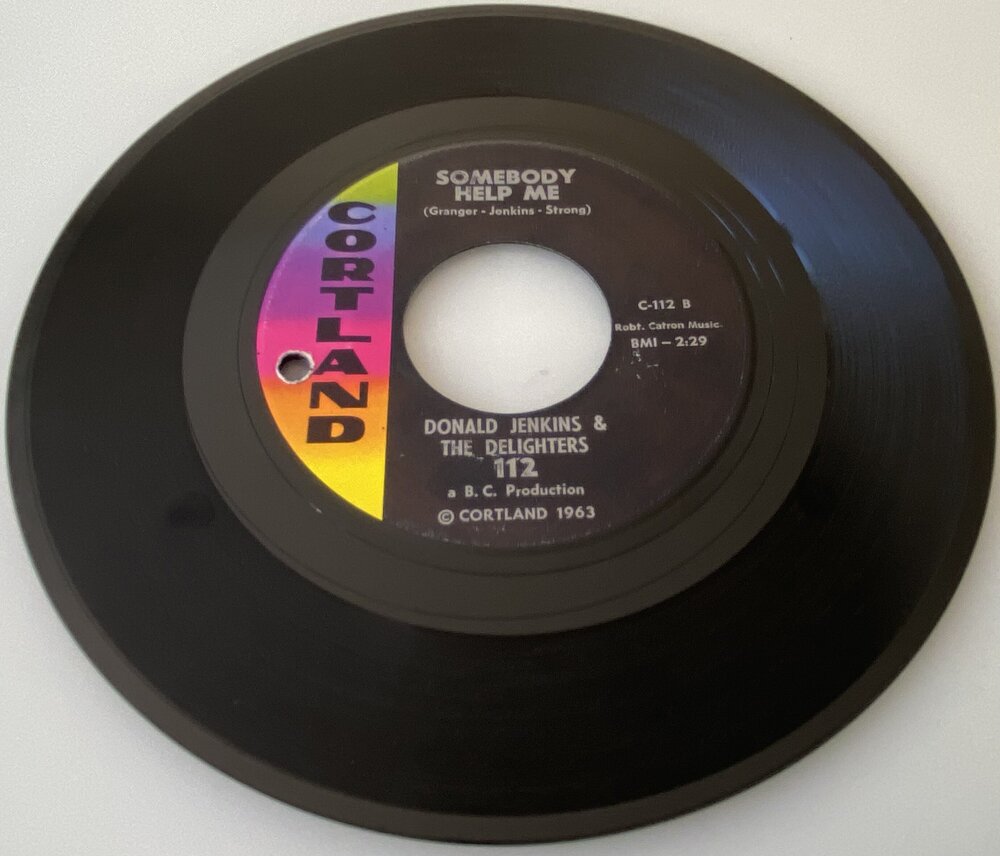 CORTLAND
SOMEBODY
HELP ME
(Granger - Jenkins - Strong)
C-112 B
Robt. Catron Music
BMI – 2:29
DONALD JENKINS &
THE DELIGHTERS
112
a B. C. Production
© CORTLAND 1963